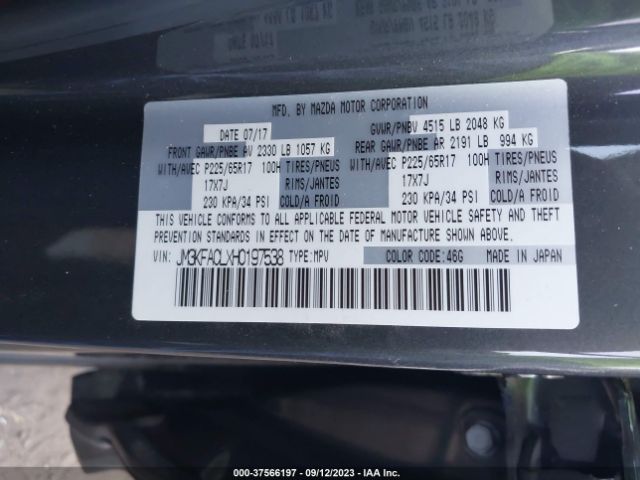 MFD. BY MAZDA MOTOR CORPORATION
DATE 07/17 GVWR/PNBV 4515 LB 2048 KG
FRONT GAWR/PNBE AV 2330 LB 1057 KG REAR GAWR/PNBE AR 2191 LB 994 KG
WITH/AVEC P225/65R17 100H TIRES/PNEUS WITH/AVEC P225/65R17 100H TIRES/PNEUS
17X7J RIMS/JANTES 17X7J RIMS/JANTES
230 KPA/34 PSI COLD/A FROID 230 KPA/34 PSI COLD/A FROID
THIS VEHICLE CONFORMS TO ALL APPLICABLE FEDERAL MOTOR VEHICLE SAFETY AND THEFT
PREVENTION STANDARDS IN EFFECT ON THE DATE OF MANUFACTURE SHOWN ABOVE.
VIN: JM3KFACLXH0197538 TYPE:MPV COLOR CODE:46G MADE IN JAPAN
000-37566197 - 09/12/2023 - IAA Inc.